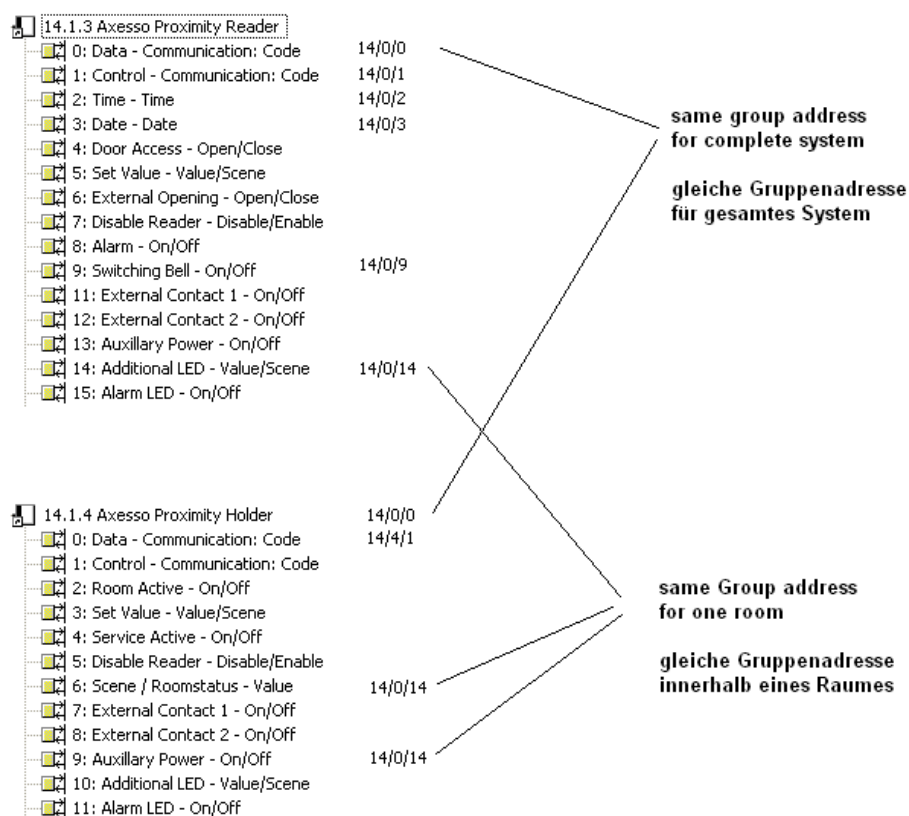 14.1.3 Axesso Proximity Reader
0: Data - Communication: Code 14/0/0
1: Control - Communication: Code 14/0/1
2: Time - Time 14/0/2
3: Date - Date 14/0/3
4: Door Access - Open/Close
5: Set Value - Value/Scene
6: External Opening - Open/Close
7: Disable Reader - Disable/Enable
8: Alarm - On/Off
9: Switching Bell - On/Off 14/0/9
11: External Contact 1 - On/Off
12: External Contact 2 - On/Off
13: Auxillary Power - On/Off
14: Additional LED - Value/Scene 14/0/14
15: Alarm LED - On/Off
same group address
for complete system
gleiche Gruppenadresse
für gesamtes System
14.1.4 Axesso Proximity Holder 14/0/0
0: Data - Communication: Code 14/4/1
1: Control - Communication: Code
2: Room Active - On/Off
3: Set Value - Value/Scene
4: Service Active - On/Off
5: Disable Reader - Disable/Enable
6: Scene / Roomstatus - Value 14/0/14
7: External Contact 1 - On/Off
8: External Contact 2 - On/Off
9: Auxillary Power - On/Off 14/0/14
10: Additional LED - Value/Scene
11: Alarm LED - On/Off
same Group address
for one room
gleiche Gruppenadresse
innerhalb eines Raumes